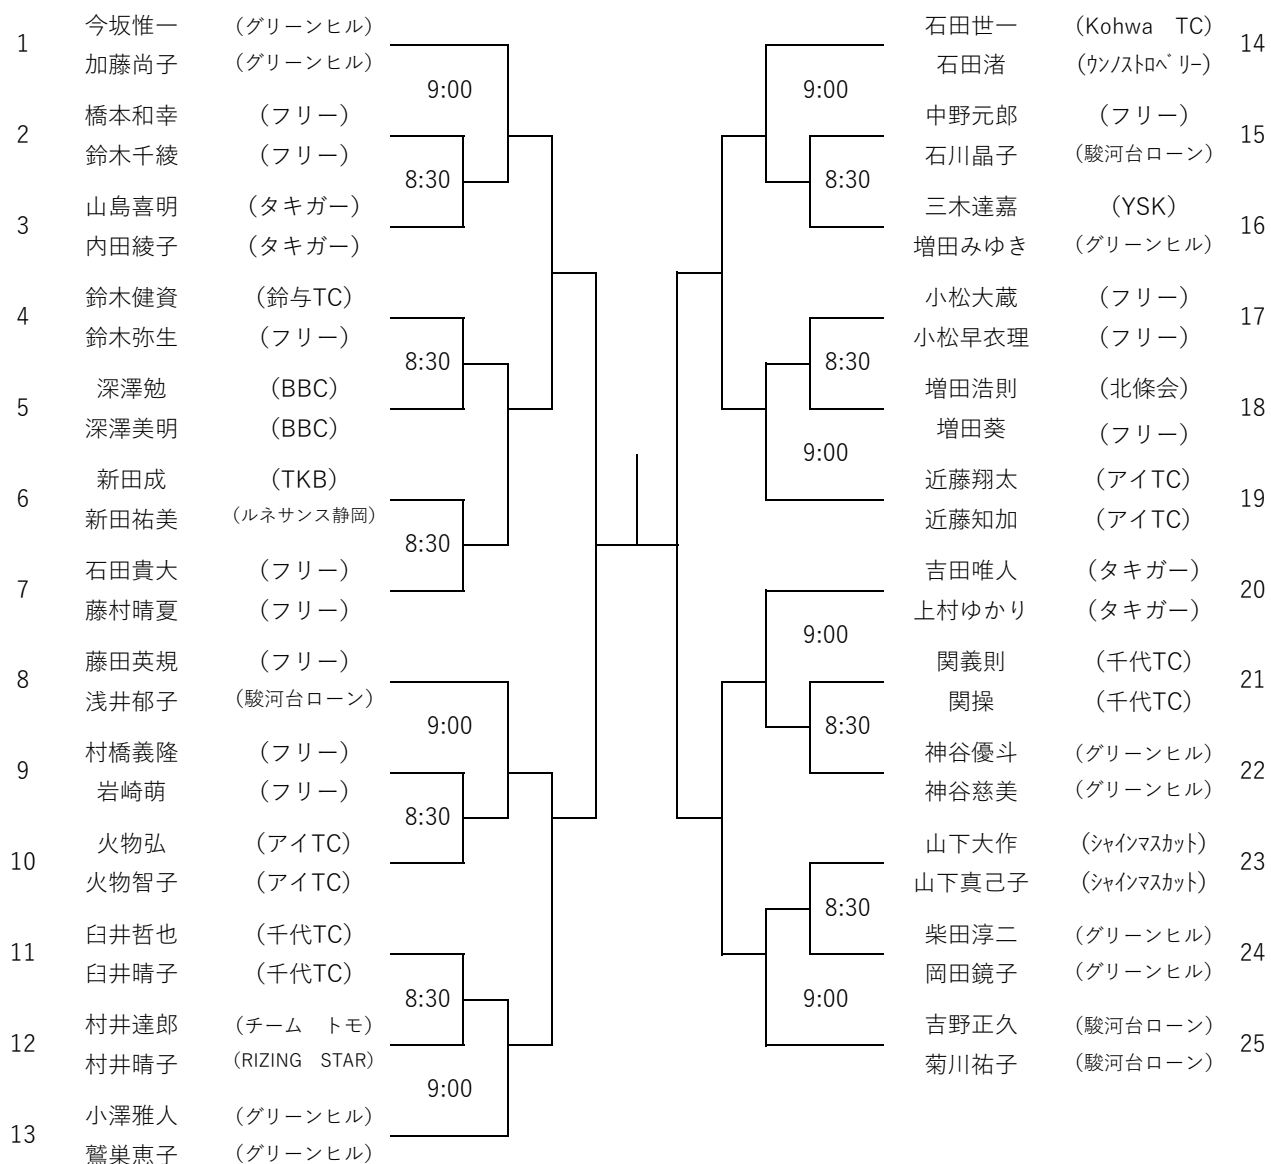 今坂惟一 (グリーンヒル)
1
加藤尚子 (グリーンヒル)
9:00
橋本和幸 (フリー)
2
鈴木千綾 (フリー)
8:30
山島喜明 (タキガー)
3
内田綾子 (タキガー)
鈴木健資 (鈴与TC)
4
鈴木弥生 (フリー)
8:30
深澤勉 (BBC)
5
深澤美明 (BBC)
新田成 (TKB)
6
新田祐美 (ルネサンス静岡)
8:30
石田貴大 (フリー)
7
藤村晴夏 (フリー)
藤田英規 (フリー)
8
浅井郁子 (駿河台ローン)
9:00
村橋義隆 (フリー)
9
岩崎萌 (フリー)
8:30
火物弘 (アイTC)
10
火物智子 (アイTC)
臼井哲也 (千代TC)
11
臼井晴子 (千代TC)
8:30
村井達郎 (チーム　トモ)
12
村井晴子 (RIZING　STAR)
9:00
小澤雅人 (グリーンヒル)
13
鷲巣恵子 (グリーンヒル)
石田世一 (Kohwa　TC)
14
石田渚 (ｳﾝﾉｽﾄﾛﾍﾞﾘｰ)
9:00
中野元郎 (フリー)
15
石川晶子 (駿河台ローン)
8:30
三木達嘉 (YSK)
16
増田みゆき (グリーンヒル)
小松大蔵 (フリー)
17
小松早衣理 (フリー)
8:30
増田浩則 (北條会)
18
増田葵 (フリー)
9:00
近藤翔太 (アイTC)
19
近藤知加 (アイTC)
吉田唯人 (タキガー)
20
上村ゆかり (タキガー)
9:00
関義則 (千代TC)
21
関操 (千代TC)
8:30
神谷優斗 (グリーンヒル)
22
神谷慈美 (グリーンヒル)
山下大作 (ｼｬｲﾝﾏｽｶｯﾄ)
23
山下真己子 (ｼｬｲﾝﾏｽｶｯﾄ)
8:30
柴田淳二 (グリーンヒル)
24
岡田鏡子 (グリーンヒル)
9:00
吉野正久 (駿河台ローン)
25
菊川祐子 (駿河台ローン)